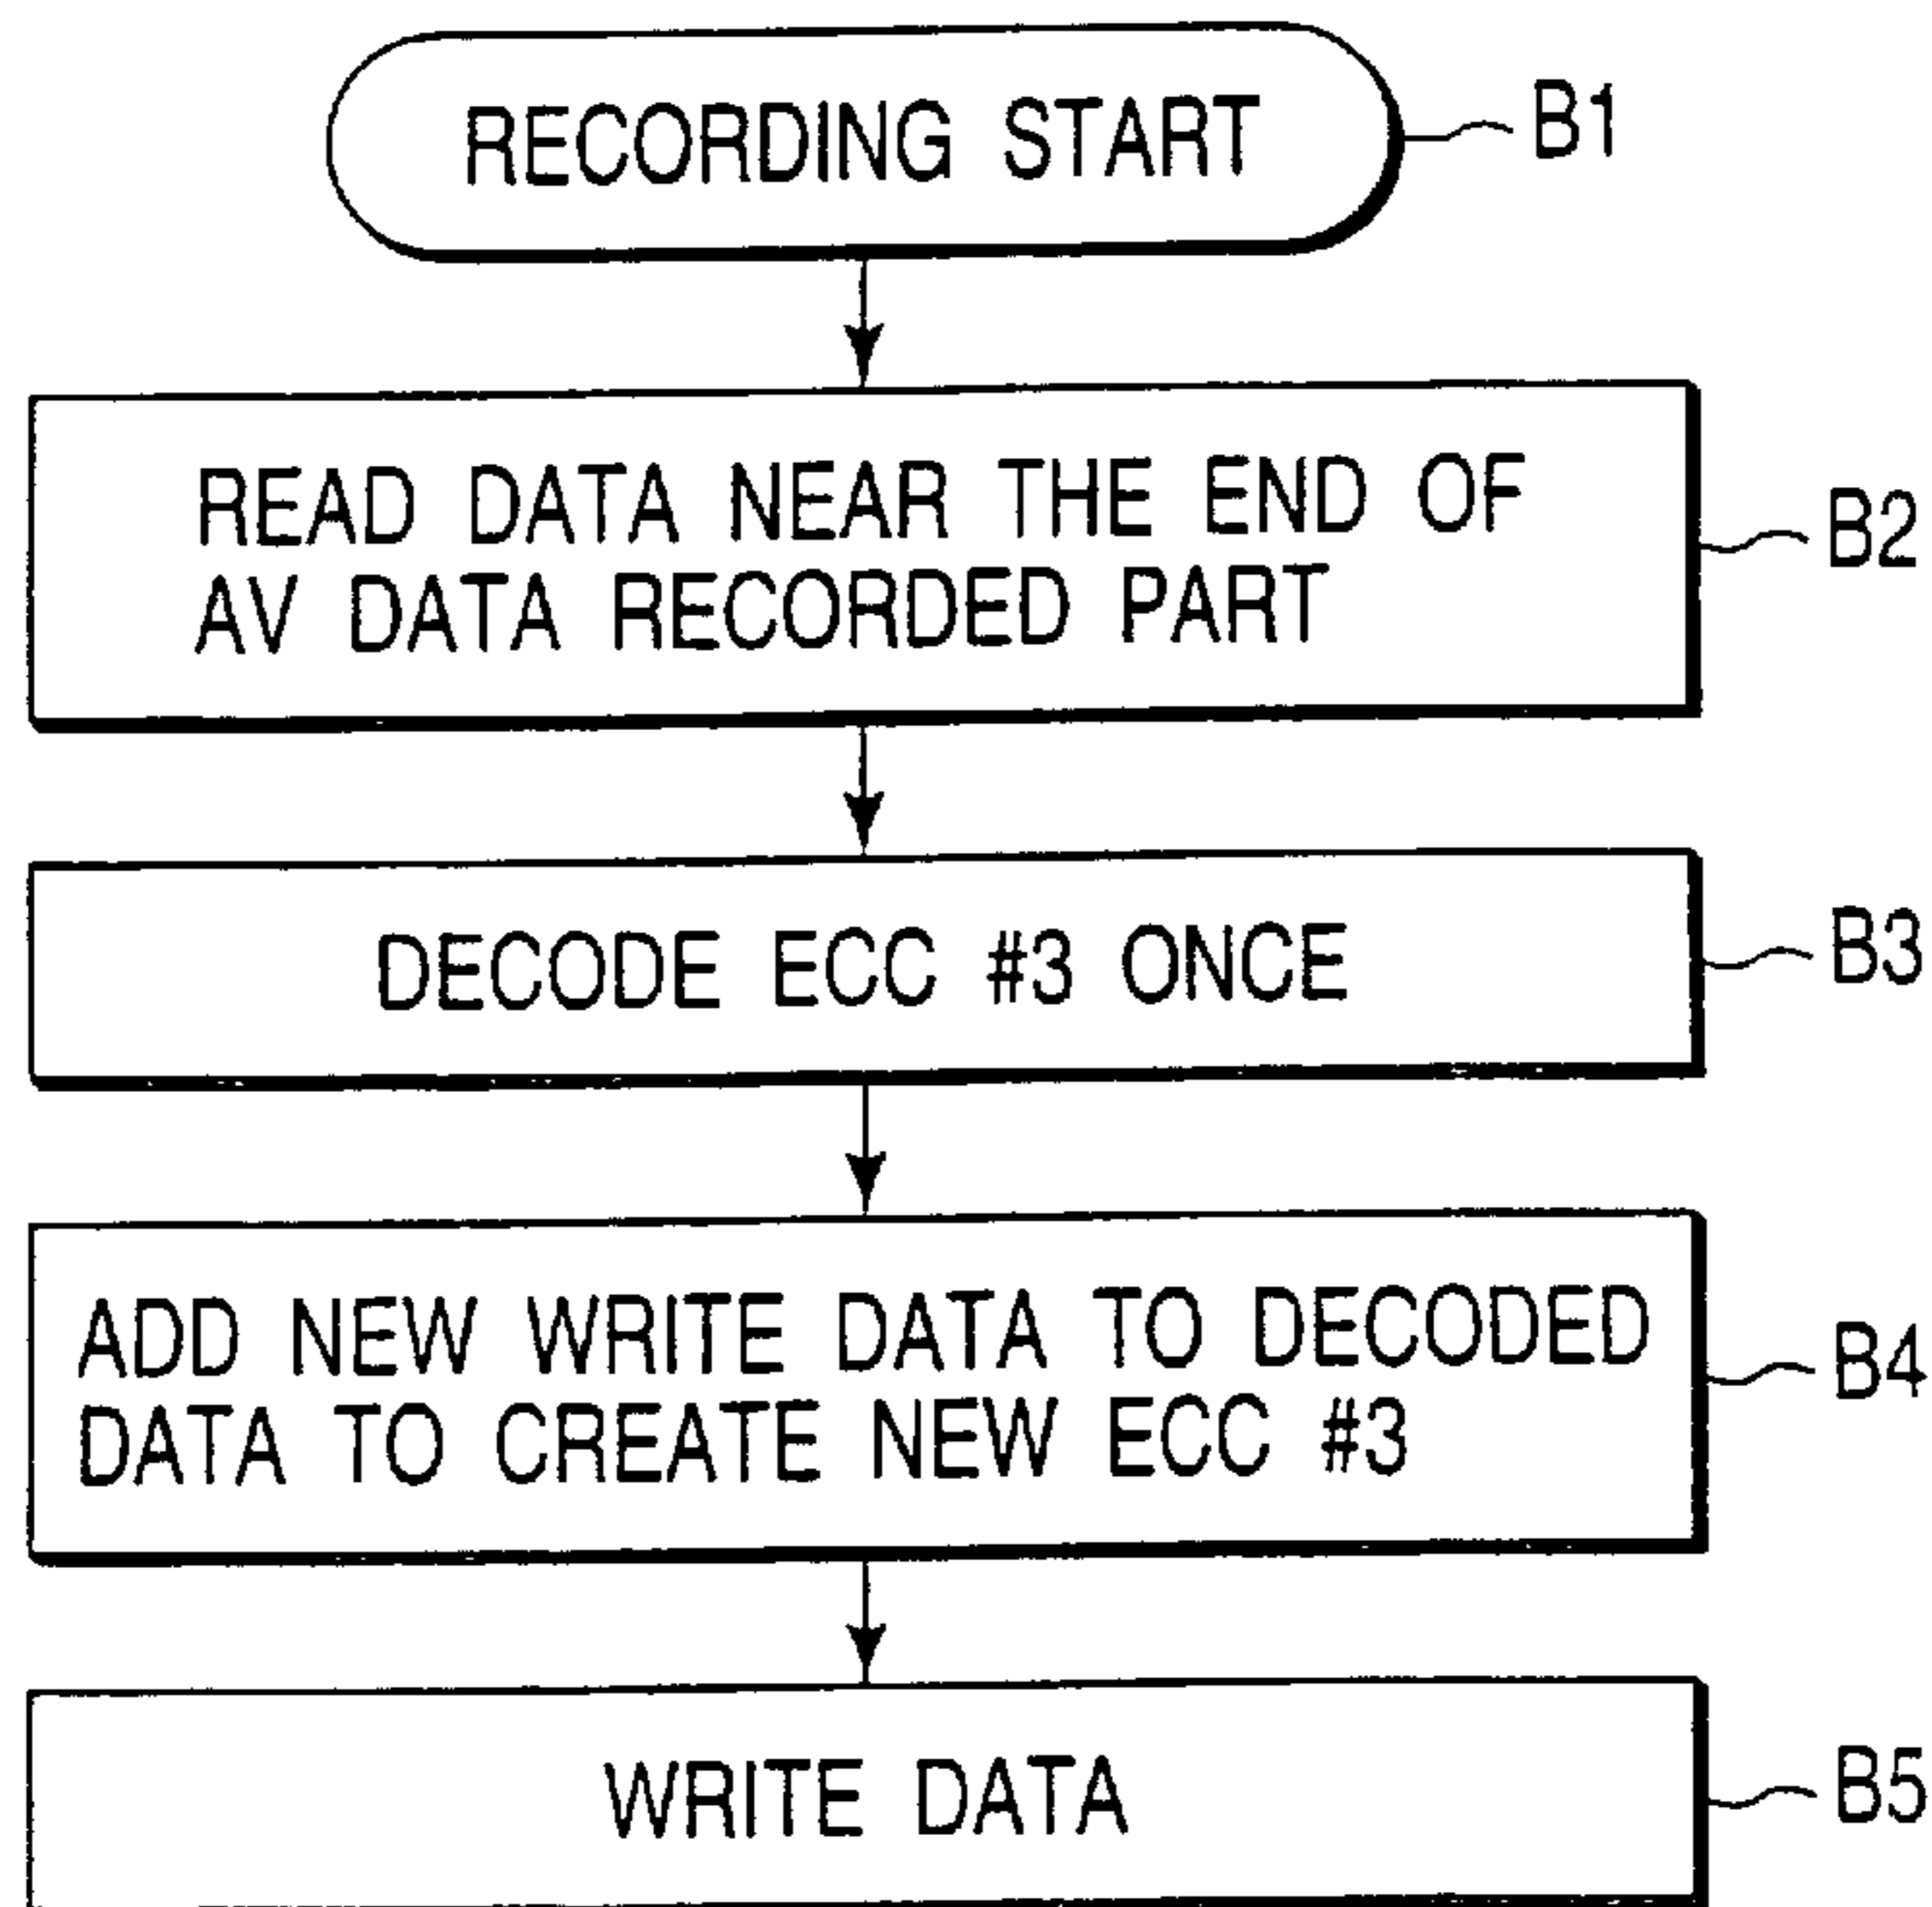 RECORDING START
B1
READ DATA NEAR THE END OF
AV DATA RECORDED PART
B2
DECODE ECC #3 ONCE
B3
ADD NEW WRITE DATA TO DECODED
DATA TO CREATE NEW ECC #3
B4
WRITE DATA
B5